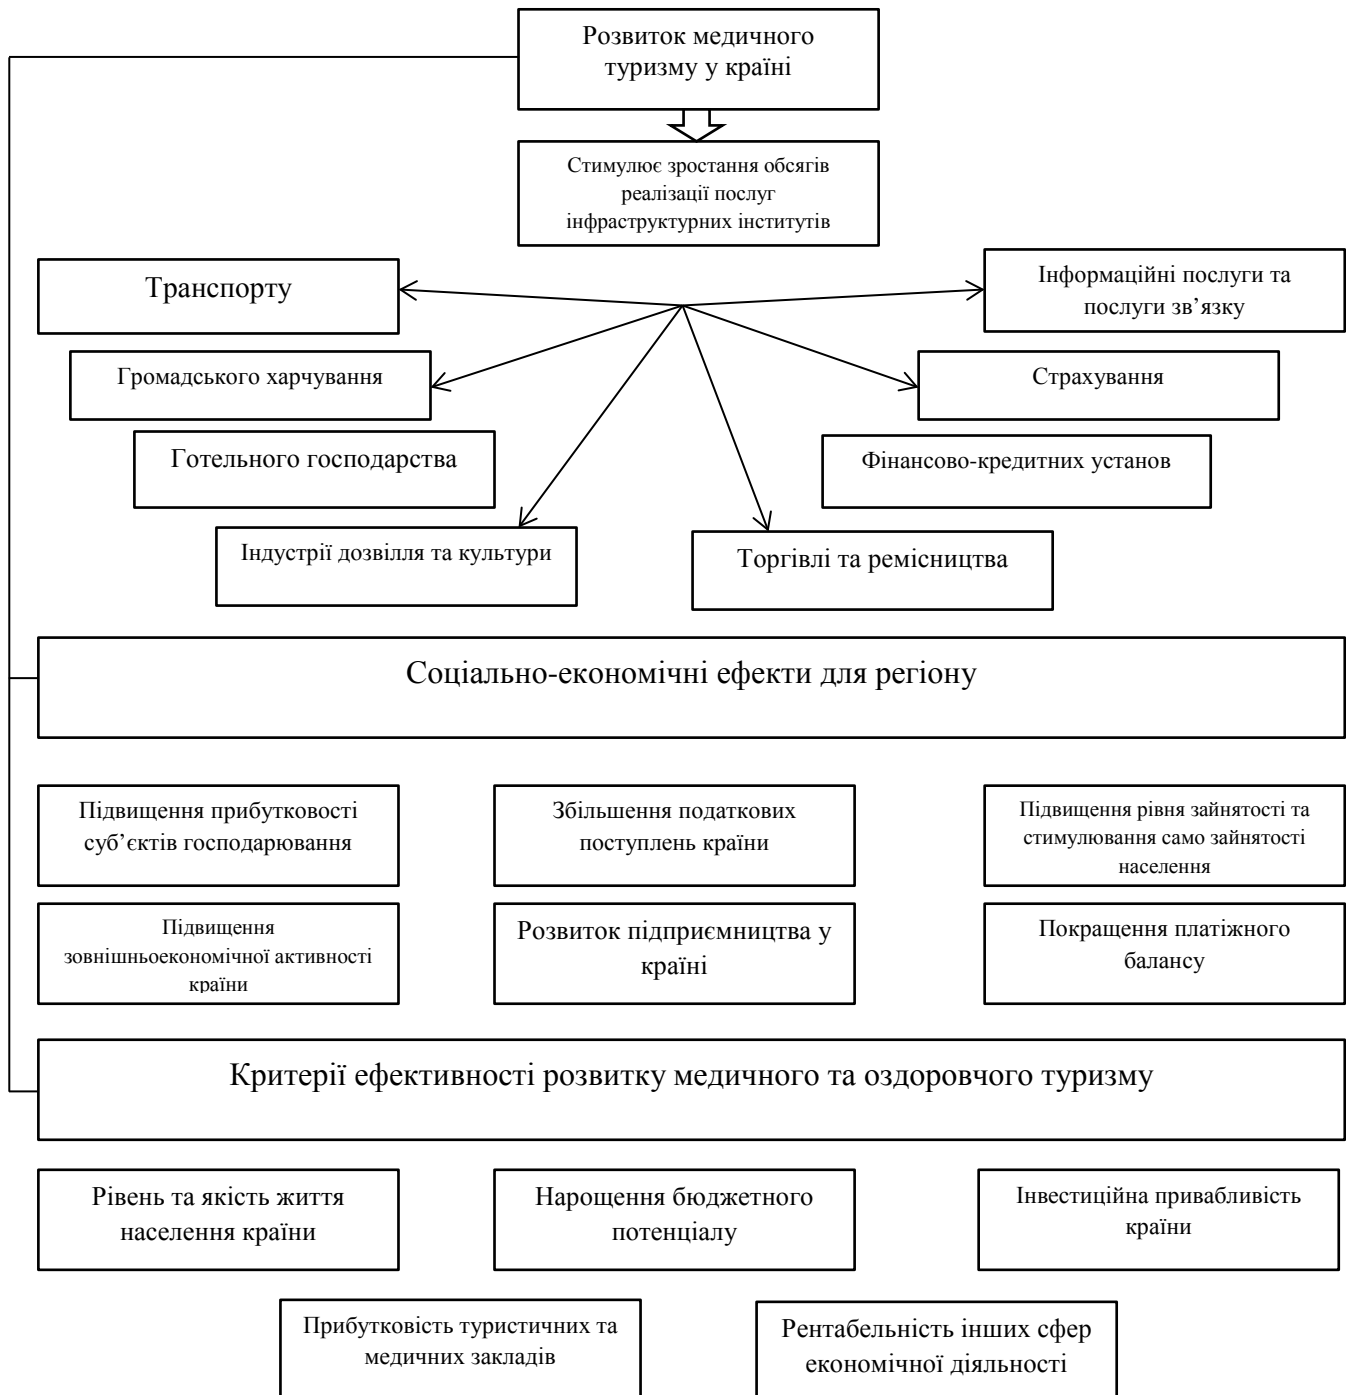 Розвиток медичного
туризму у країні
Стимулює зростання обсягів
реалізації послуг
інфраструктурних інститутів
Транспорту
Інформаційні послуги та
послуги зв’язку
Громадського харчування
Страхування
Готельного господарства
Фінансово-кредитних установ
Індустрії дозвілля та культури
Торгівлі та ремісництва
Соціально-економічні ефекти для регіону
Підвищення прибутковості
суб’єктів господарювання
Збільшення податкових
поступлень країни
Підвищення рівня зайнятості та
стимулювання само зайнятості
населення
Підвищення
зовнішньоекономічної активності
країни
Розвиток підприємництва у
країні
Покращення платіжного
балансу
Критерії ефективності розвитку медичного та оздоровчого туризму
Рівень та якість життя
населення країни
Нарощення бюджетного
потенціалу
Інвестиційна привабливість
країни
Прибутковість туристичних та
медичних закладів
Рентабельність інших сфер
економічної діяльності